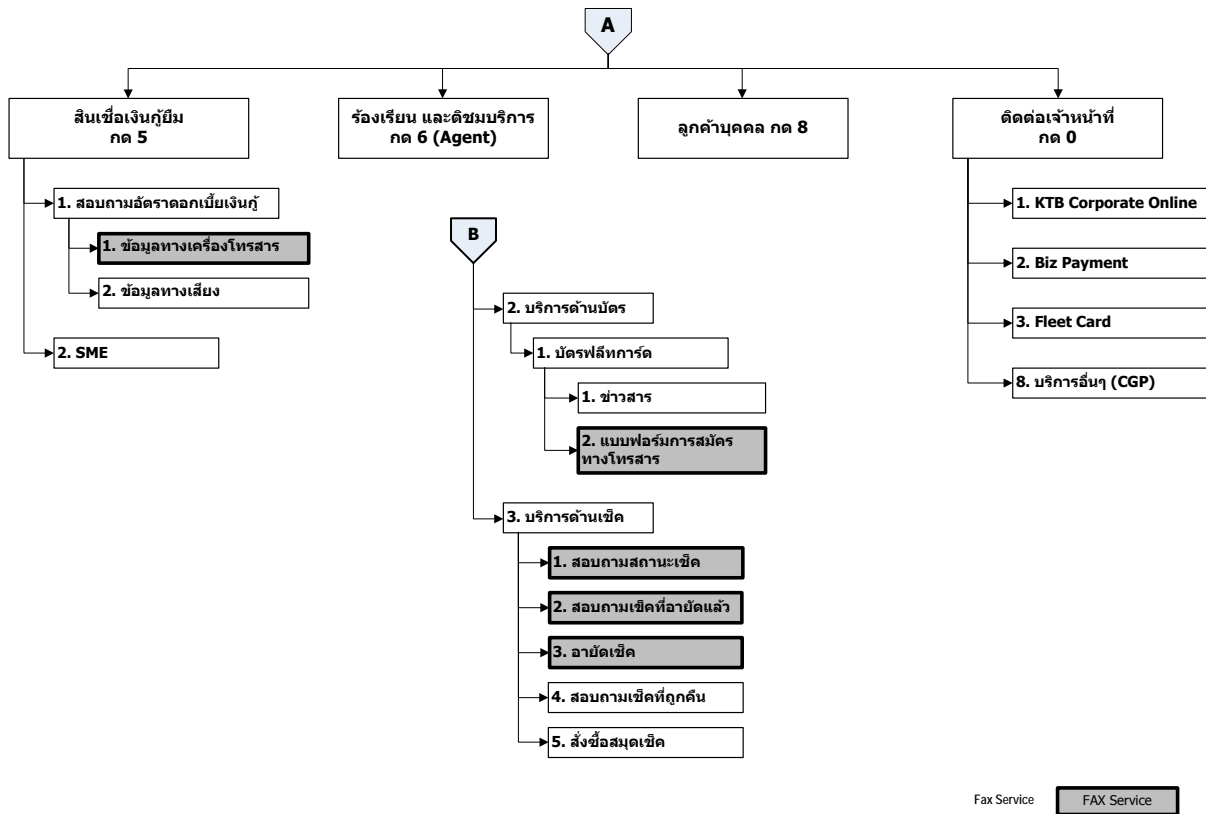 A
สินเชื่อเงินกู้ยืม
กด 5
ร้องเรียน และติชมบริการ
กด 6 (Agent)
ลูกค้าบุคคล กด 8
ติดต่อเจ้าหน้าที่
กด 0
1. สอบถามอัตราดอกเบี้ยเงินกู้
1. ข้อมูลทางเครื่องโทรสาร
2. ข้อมูลทางเสียง
2. SME
B
2. บริการด้านบัตร
1. บัตรฟลีทการ์ด
1. ข่าวสาร
2. แบบฟอร์มการสมัคร
ทางโทรสาร
3. บริการด้านเช็ค
1. สอบถามสถานะเช็ค
2. สอบถามเช็คที่อายัดแล้ว
3. อายัดเช็ค
4. สอบถามเช็คที่ถูกคืน
5. สั่งซื้อสมุดเช็ค
1. KTB Corporate Online
2. Biz Payment
3. Fleet Card
8. บริการอื่นๆ (CGP)
Fax Service
FAX Service